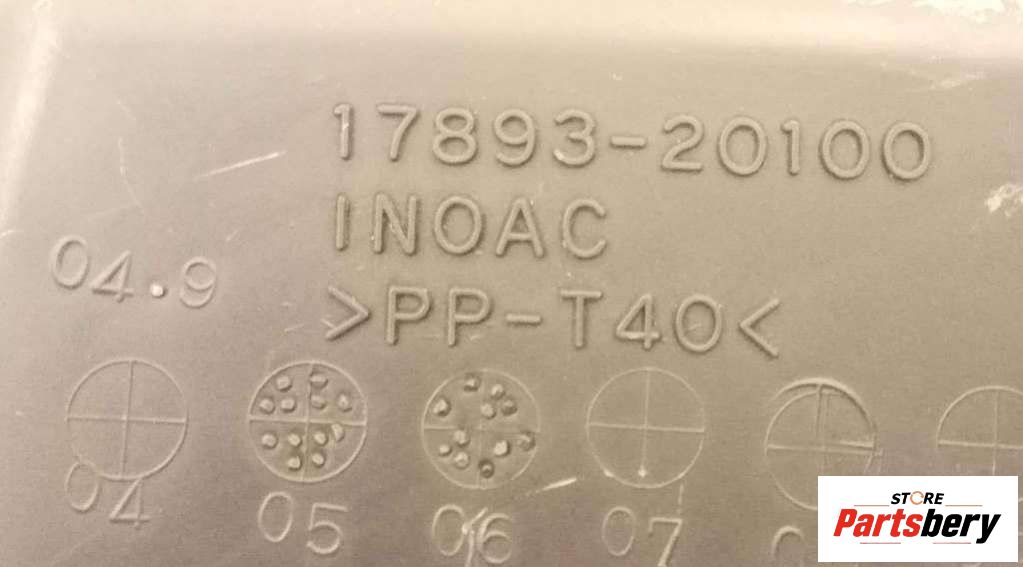 17893-20100
INOAC
04.9
>PP-T40<
04 05 06 07
STORE
Partsbery